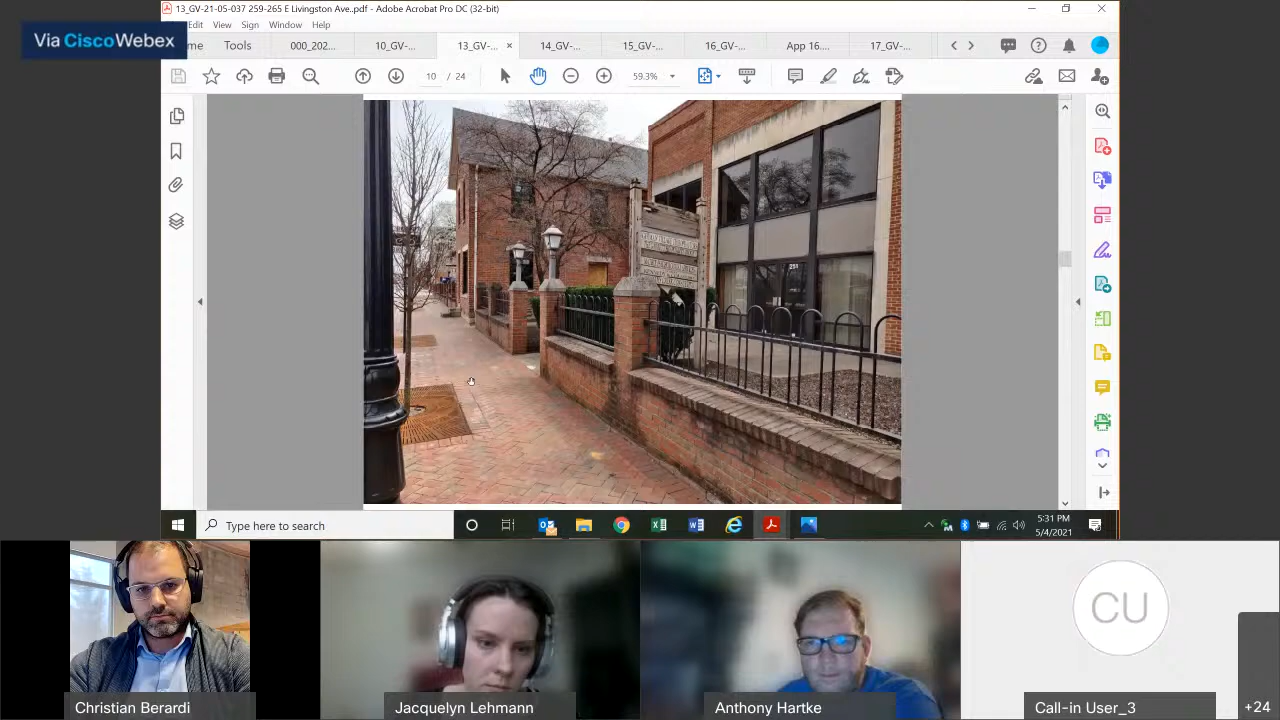 13_GV-21-05-037 259-265 E Livingston Ave..pdf - Adobe Acrobat Pro DC (32-bit)
Edit View Sign Window Help
Via CiscoWebex
me Tools 000_202... 10_Gree... 13_GV-... × 14_GV-... 15_GV-... 16_GV-... App 16... 17_GV-...
10 / 24 59.3%
Type here to search
5:31 PM
5/4/2021
CU
Christian Berardi
Jacquelyn Lehmann
Anthony Hartke
Call-in User_3
+24